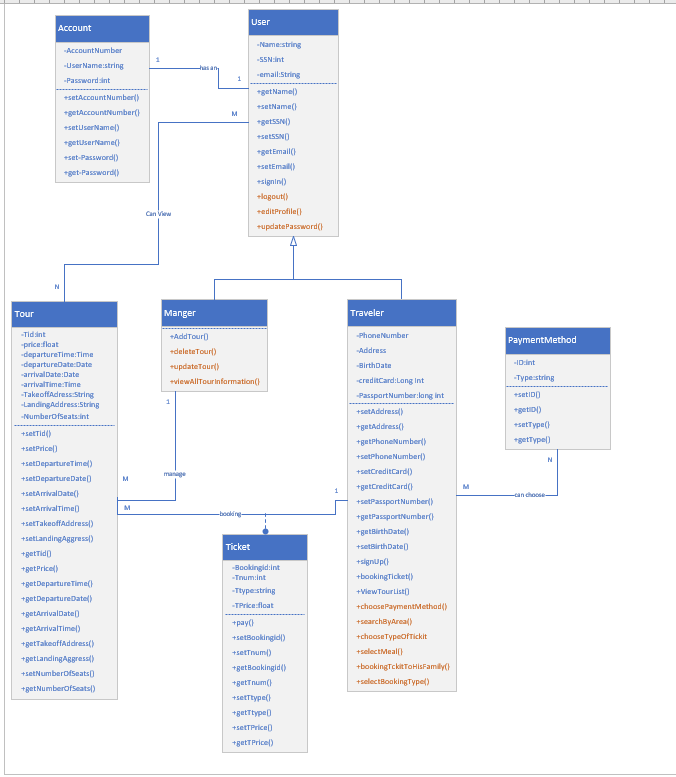 Account
-AccountNumber
-UserName:string
-Password:int
+setAccountNumber()
+getAccountNumber()
+setUserName()
+getUserName()
+set-Password()
+get-Password()
1
has an
1
User
-Name:string
-SSN:int
-email:String
+getName()
+setName()
+getSSN()
+setSSN()
+getEmail()
+setEmail()
+signIn()
+logout()
+editProfile()
+updatePassword()
M
Can View
N
Tour
-Tid:int
-price:float
-departureTime:Time
-departureDate:Date
-arrivalDate:Date
-arrivalTime:Time
-TakeoffAdress:String
-LandingAddress:String
-NumberOfSeats:int
+setTid()
+setPrice()
+setDepartureTime()
+setDepartureDate()
+setArrivalDate()
+setArrivalTime()
+setTakeoffAddress()
+setLandingAggress()
+getTid()
+getPrice()
+getDepartureTime()
+getDepartureDate()
+getArrivalDate()
+getArrivalTime()
+getTakeoffAddress()
+getLandingAggress()
+setNumberOfSeats()
+getNumberOfSeats()
Manger
+AddTour()
+deleteTour()
+updateTour()
+viewAllTourInformation()
1
manage
M
M
booking
1
Traveler
-PhoneNumber
-Address
-BirthDate
-creditCard:Long Int
-PassportNumber:long int
+setAddress()
+getAddress()
+getPhoneNumber()
+setPhoneNumber()
+setCreditCard()
+getCreditCard()
+setPassportNumber()
+getPassportNumber()
+getBirthDate()
+setBirthDate()
+signUp()
+bookingTicket()
+ViewTourList()
+choosePaymentMethod()
+searchByArea()
+chooseTypeOfTickit
+selectMeal()
+bookingTckitToHisFamily()
+selectBookingType()
PaymentMethod
-ID:int
-Type:string
+setID()
+getID()
+setType()
+getType()
N
M
can choose
Ticket
-Bookingid:int
-Tnum:int
-Ttype:string
-TPrice:float
+pay()
+setBookingid()
+setTnum()
+getBookingid()
+getTnum()
+setTtype()
+getTtype()
+setTPrice()
+getTPrice()